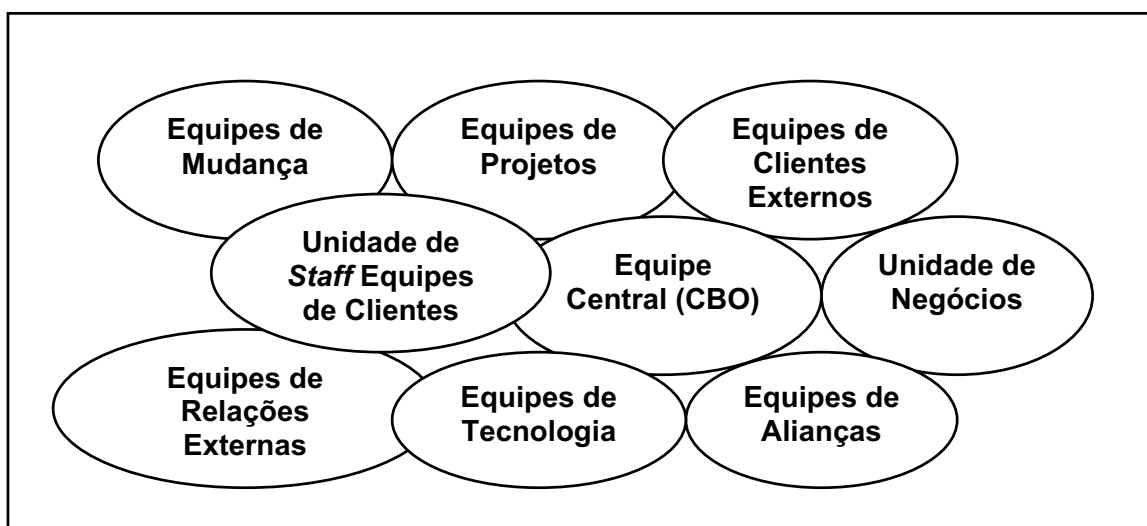 Equipes de
Mudança
Equipes de
Projetos
Equipes de
Clientes
Externos
Unidade de
Staff Equipes
de Clientes
Equipe
Central (CBO)
Unidade de
Negócios
Equipes de
Relações
Externas
Equipes de
Tecnologia
Equipes de
Alianças